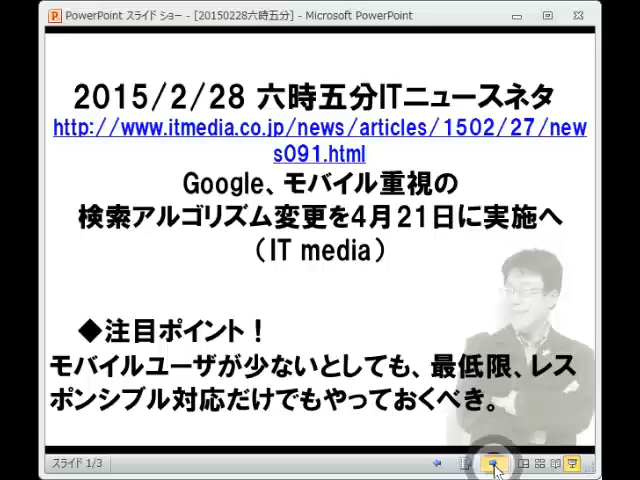 PowerPoint スライド ショー - [20150228六時五分] - Microsoft PowerPoint
2015/2/28 六時五分ITニュースネタ
http://www.itmedia.co.jp/news/articles/1502/27/new
s091.html
Google、モバイル重視の
検索アルゴリズム変更を4月21日に実施へ
（IT media）
◆注目ポイント！
モバイルユーザが少ないとしても、最低限、レス
ポンシブル対応だけでもやっておくべき。
スライド 1/3